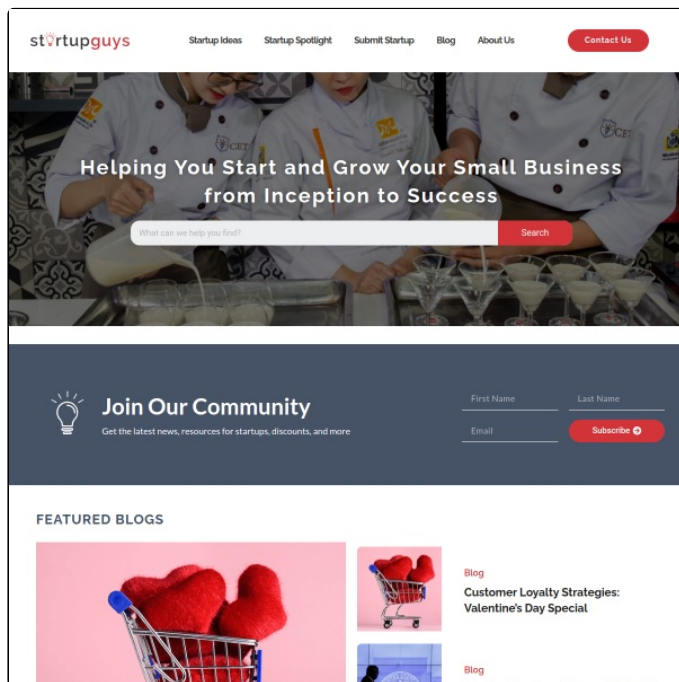 startupguys
Startup Ideas
Startup Spotlight
Submit Startup
Blog
About Us
Contact Us
CET
CET
Helping You Start and Grow Your Small Business
from Inception to Success
What can we help you find?
Search
Join Our Community
Get the latest news, resources for startups, discounts, and more
First Name
Last Name
Email
Subscribe
FEATURED BLOGS
Blog
Customer Loyalty Strategies:
Valentine's Day Special
Blog